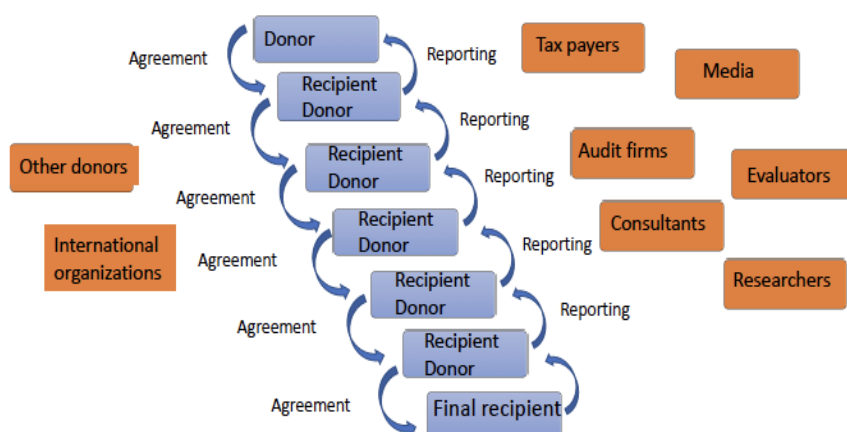 Donor
Agreement
Reporting
Tax payers
Media
Recipient
Donor
Agreement
Reporting
Audit firms
Other donors
Recipient
Donor
Evaluators
Agreement
Reporting
Consultants
Recipient
Donor
International
organizations
Agreement
Reporting
Researchers
Recipient
Donor
Agreement
Reporting
Recipient
Donor
Agreement
Final recipient